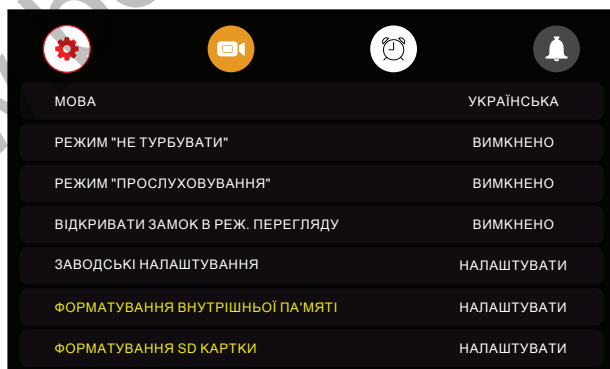 МОВА УКРАЇНСЬКА
РЕЖИМ "НЕ ТУРБУВАТИ" ВИМКНЕНО
РЕЖИМ "ПРОСЛУХОВУВАННЯ" ВИМКНЕНО
ВІДКРИВАТИ ЗАМОК В РЕЖ. ПЕРЕГЛЯДУ ВИМКНЕНО
ЗАВОДСЬКІ НАЛАШТУВАННЯ НАЛАШТУВАТИ
ФОРМАТУВАННЯ ВНУТРІШНЬОЇ ПА'МЯТІ НАЛАШТУВАТИ
ФОРМАТУВАННЯ SD КАРТКИ НАЛАШТУВАТИ